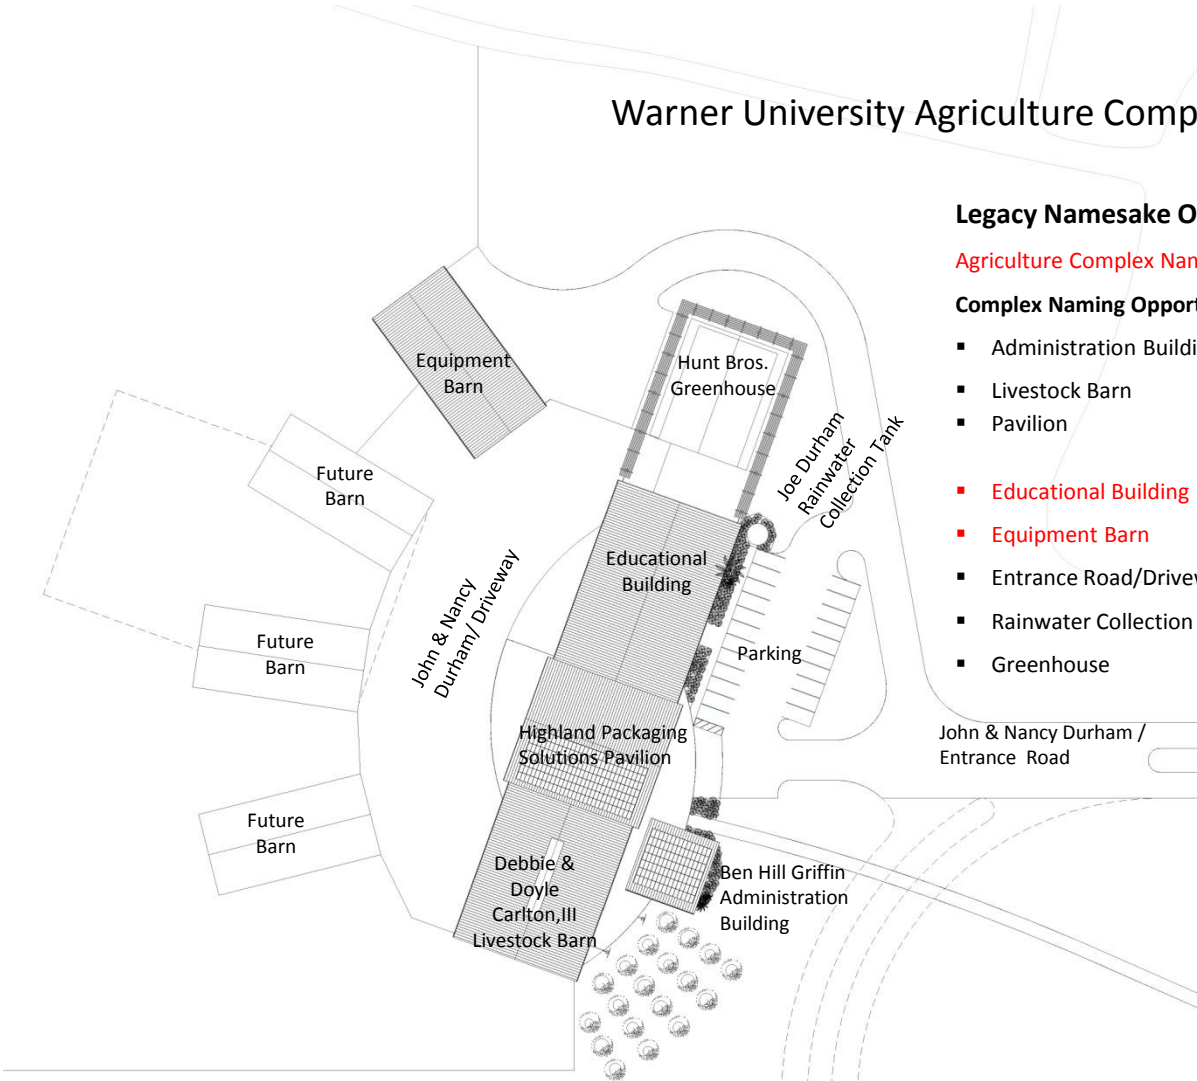 Warner University Agriculture Comp
Legacy Namesake O
Agriculture Complex Nam
Complex Naming Opport
▪ Administration Buildi
▪ Livestock Barn
▪ Pavilion
▪ Educational Building
▪ Equipment Barn
▪ Entrance Road/Drivew
▪ Rainwater Collection
▪ Greenhouse
Equipment
Barn
Hunt Bros.
Greenhouse
Joe Durham
Rainwater
Collection Tank
Future
Barn
Educational
Building
John & Nancy
Durham/ Driveway
Future
Barn
Parking
Highland Packaging
Solutions Pavilion
John & Nancy Durham /
Entrance Road
Future
Barn
Debbie &
Doyle
Carlton,III
Livestock Barn
Ben Hill Griffin
Administration
Building